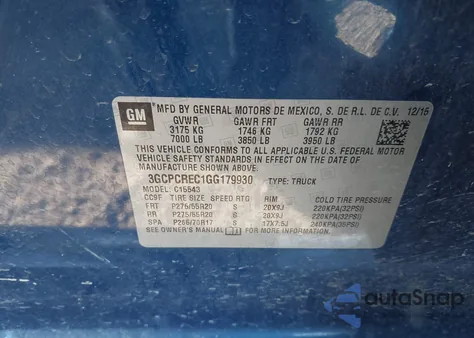 GM
MFD BY GENERAL MOTORS DE MEXICO, S. DE R.L. DE C.V. 12/15
GVWR GAWR FRT GAWR RR
3175 KG 1746 KG 1792 KG
7000 LB 3850 LB 3950 LB
THIS VEHICLE CONFORMS TO ALL APPLICABLE U.S. FEDERAL MOTOR
VEHICLE SAFETY STANDARDS IN EFFECT ON THE DATE OF
MANUFACTURE SHOWN ABOVE.
3GCPCREC1GG179930 TYPE: TRUCK
MODEL: C15543
CC9F TIRE SIZE SPEED RTG RIM COLD TIRE PRESSURE
FRT P275/55R20 S 20X9J 220KPA(32PSI)
RR P275/55R20 S 20X9J 220KPA(32PSI)
SPA P265/70R17 S 17X7.5J 240KPA(35PSI)
SEE OWNER'S MANUAL FOR MORE INFORMATION
autoSnap